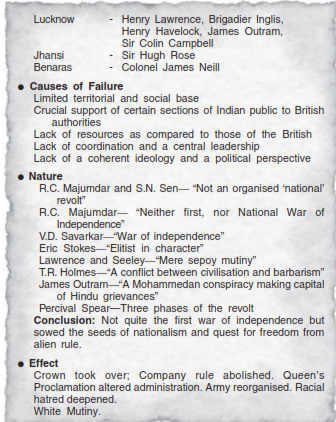 Lucknow - Henry Lawrence, Brigadier Inglis,
Henry Havelock, James Outram,
Sir Colin Campbell
Jhansi - Sir Hugh Rose
Benaras - Colonel James Neill
● Causes of Failure
Limited territorial and social base
Crucial support of certain sections of Indian public to British
authorities
Lack of resources as compared to those of the British
Lack of coordination and a central leadership
Lack of a coherent ideology and a political perspective
● Nature
R.C. Majumdar and S.N. Sen— “Not an organised ‘national’
revolt”
R.C. Majumdar— “Neither first, nor National War of
Independence”
V.D. Savarkar—“War of independence”
Eric Stokes—“Elitist in character”
Lawrence and Seeley—“Mere sepoy mutiny”
T.R. Holmes—“A conflict between civilisation and barbarism”
James Outram—“A Mohammedan conspiracy making capital
of Hindu grievances”
Percival Spear—Three phases of the revolt
Conclusion: Not quite the first war of independence but
sowed the seeds of nationalism and quest for freedom from
alien rule.
● Effect
Crown took over; Company rule abolished. Queen’s
Proclamation altered administration. Army reorganised. Racial
hatred deepened.
White Mutiny.